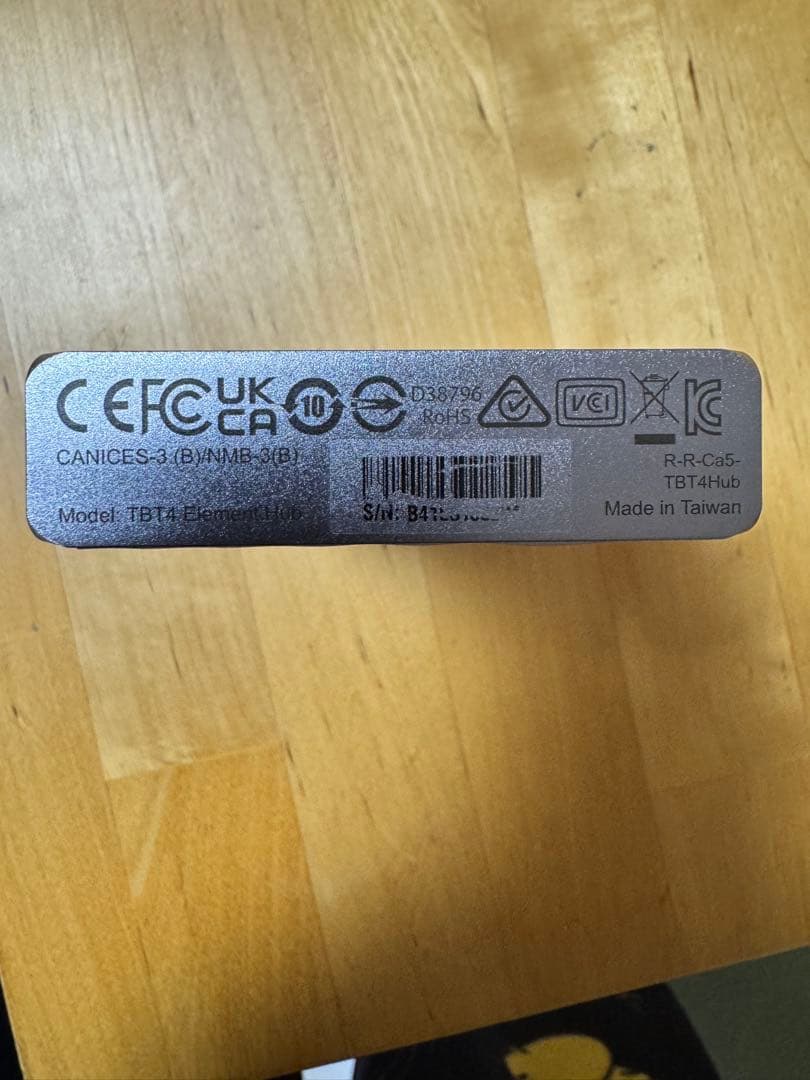 CE FC UK CA 10 D38796 RoHS VCI KC
CANICES-3 (B)/NMB-3(B)
R-R-Ca5-
TBT4Hub
Model: TBT4 Element Hub
S/N:
Made in Taiwan